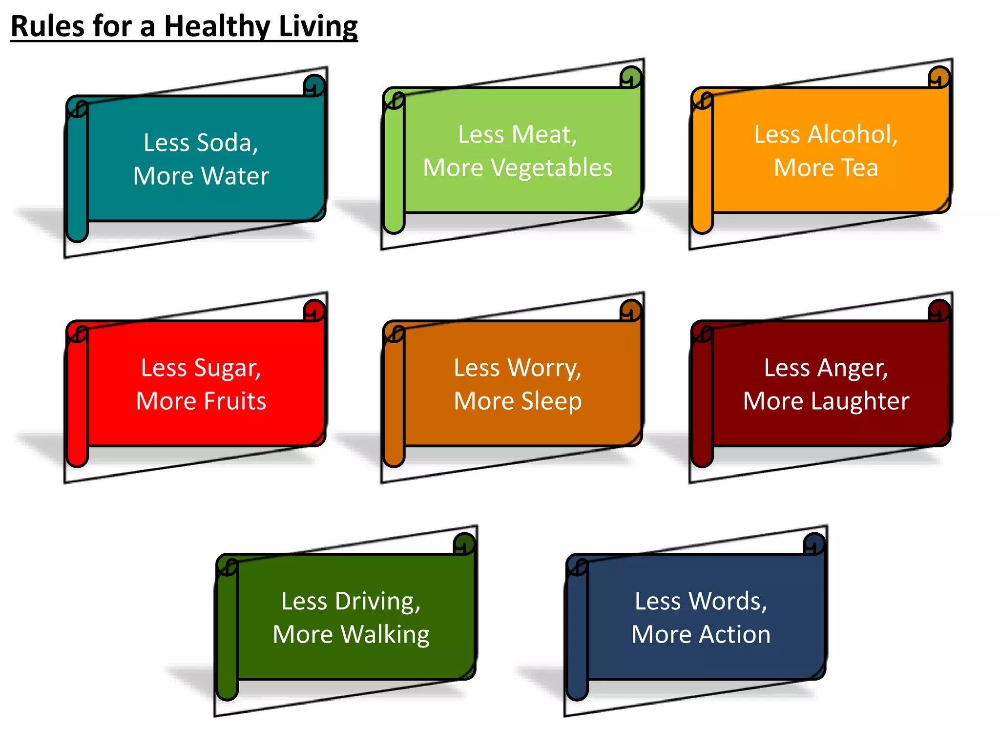 Rules for a Healthy Living
Less Soda,
More Water
Less Meat,
More Vegetables
Less Alcohol,
More Tea
Less Sugar,
More Fruits
Less Worry,
More Sleep
Less Anger,
More Laughter
Less Driving,
More Walking
Less Words,
More Action